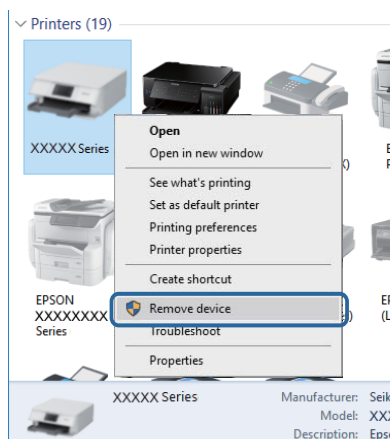 Printers (19)
XXXXX Series
Open
Open in new window
See what's printing
Set as default printer
Printing preferences
Printer properties
Create shortcut
Remove device
Troubleshoot
Properties
EPSON
XXXXXXXX
Series
XXXXX Series
Manufacturer:
Model:
Description: